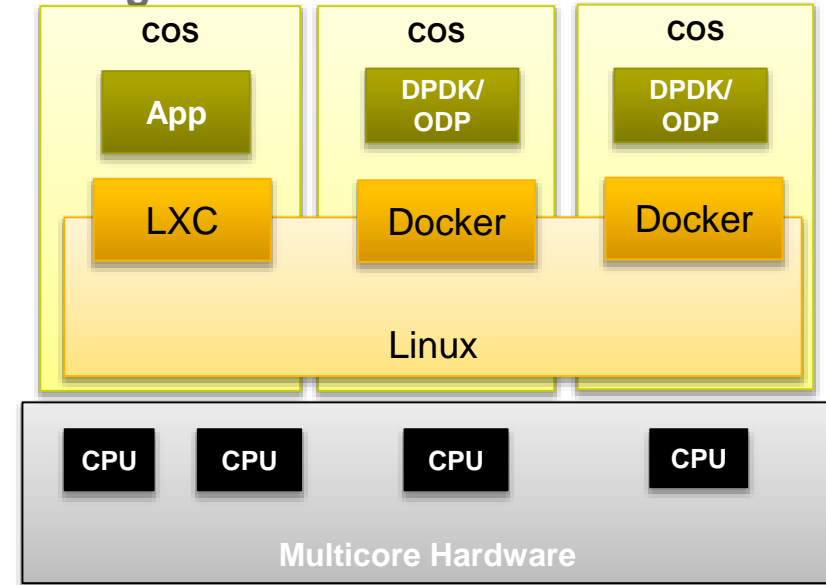 COS
COS
COS
App
DPDK/
ODP
DPDK/
ODP
LXC
Docker
Docker
Linux
CPU
CPU
CPU
CPU
Multicore Hardware